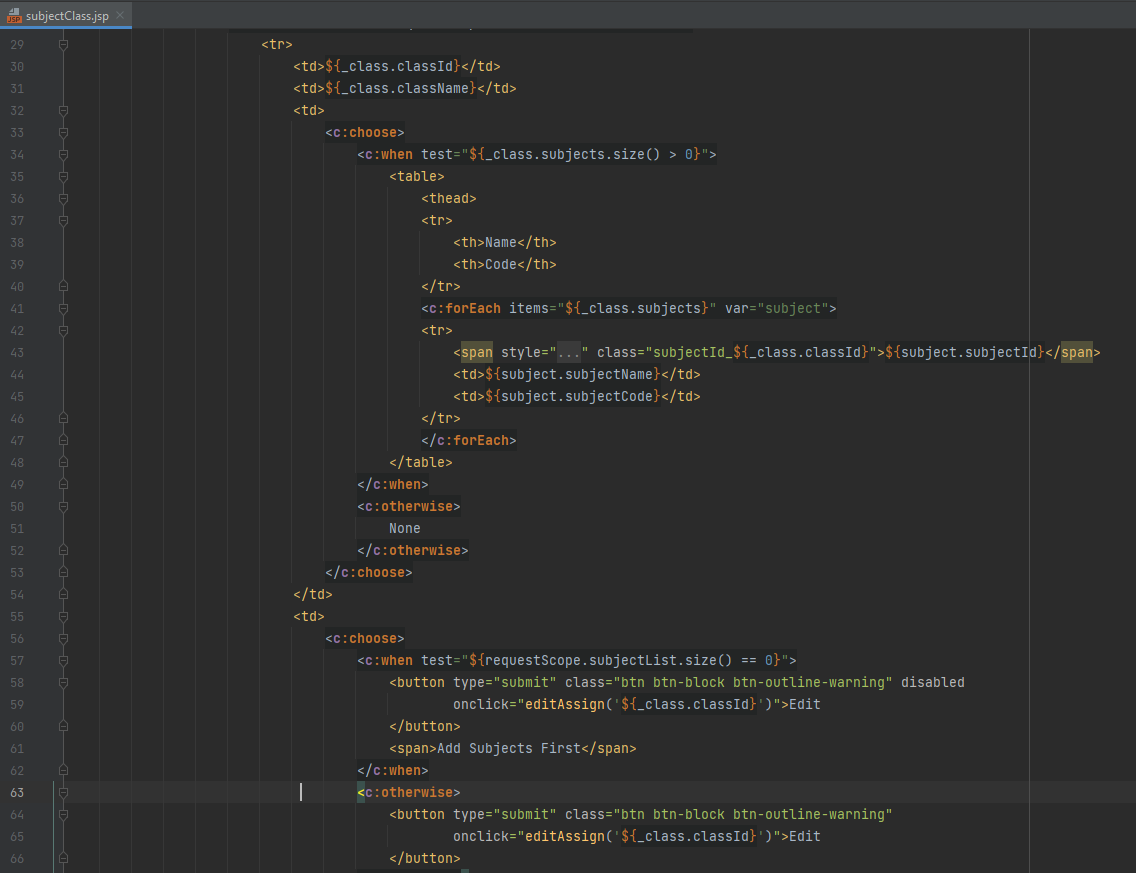 JSP subjectClass.jsp
29 <tr>
30 <td>${_class.classId}</td>
31 <td>${_class.className}</td>
32 <td>
33 <c:choose>
34 <c:when test="${_class.subjects.size() > 0}">
35 <table>
36 <thead>
37 <tr>
38 <th>Name</th>
39 <th>Code</th>
40 </tr>
41 <c:forEach items="${_class.subjects}" var="subject">
42 <tr>
43 <span style="..." class="subjectId_${_class.classId}">${subject.subjectId}</span>
44 <td>${subject.subjectName}</td>
45 <td>${subject.subjectCode}</td>
46 </tr>
47 </c:forEach>
48 </table>
49 </c:when>
50 <c:otherwise>
51 None
52 </c:otherwise>
53 </c:choose>
54 </td>
55 <td>
56 <c:choose>
57 <c:when test="${requestScope.subjectList.size() == 0}">
58 <button type="submit" class="btn btn-block btn-outline-warning" disabled
59 onclick="editAssign('${_class.classId}')">Edit
60 </button>
61 <span>Add Subjects First</span>
62 </c:when>
63 <c:otherwise>
64 <button type="submit" class="btn btn-block btn-outline-warning"
65 onclick="editAssign('${_class.classId}')">Edit
66 </button>